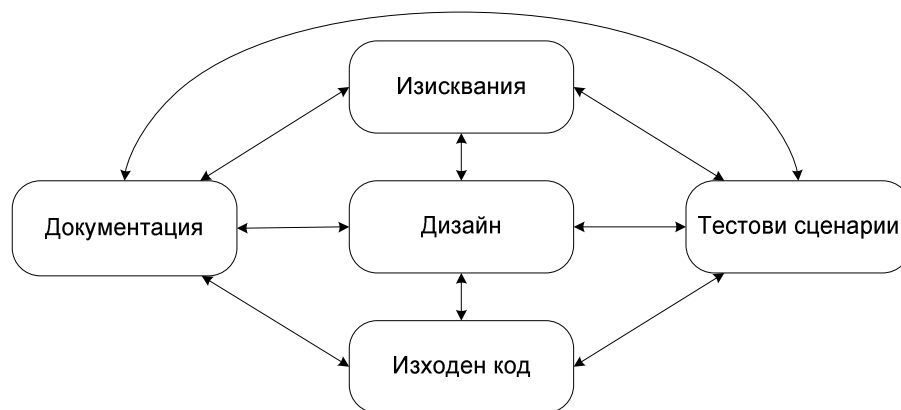 Изисквания
Документация
Дизайн
Тестови сценарии
Изходен код